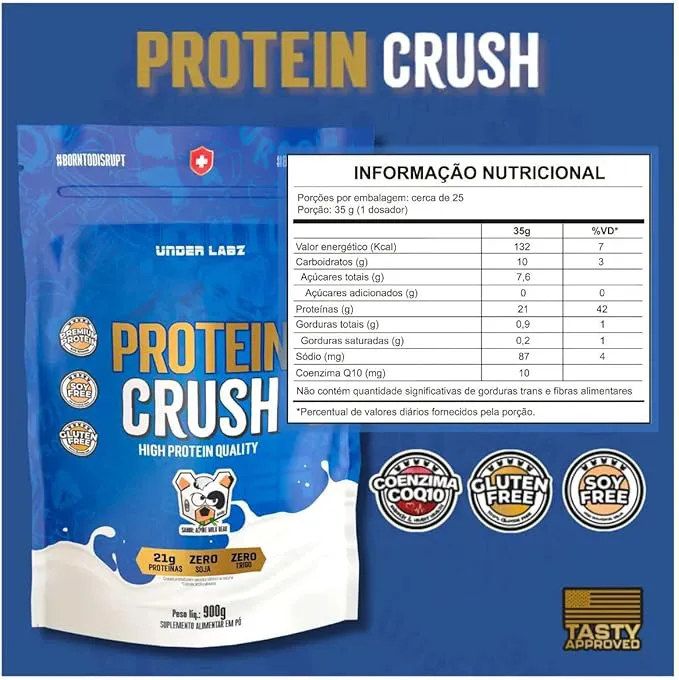 PROTEIN CRUSH
#BORNTODISRUPT
UNDER LABZ
PREMIUM PROTEIN
SOY FREE
GLUTEN FREE
PROTEIN
CRUSH
HIGH PROTEIN QUALITY
SABOR: ALPINE MILK BEAR
21g PROTEÍNAS
ZERO SOJA
ZERO TRIGO
Peso líq.: 900g
SUPLEMENTO ALIMENTAR EM PÓ
INFORMAÇÃO NUTRICIONAL
Porções por embalagem: cerca de 25
Porção: 35 g (1 dosador)
35g %VD*
Valor energético (Kcal) 132 7
Carboidratos (g) 10 3
Açúcares totais (g) 7,6
Açúcares adicionados (g) 0 0
Proteínas (g) 21 42
Gorduras totais (g) 0,9 1
Gorduras saturadas (g) 0,2 1
Sódio (mg) 87 4
Coenzima Q10 (mg) 10
Não contém quantidade significativas de gorduras trans e fibras alimentares
*Percentual de valores diários fornecidos pela porção.
COENZIMA
COQ10
GLUTEN
FREE
SOY
FREE
TASTY
APPROVED